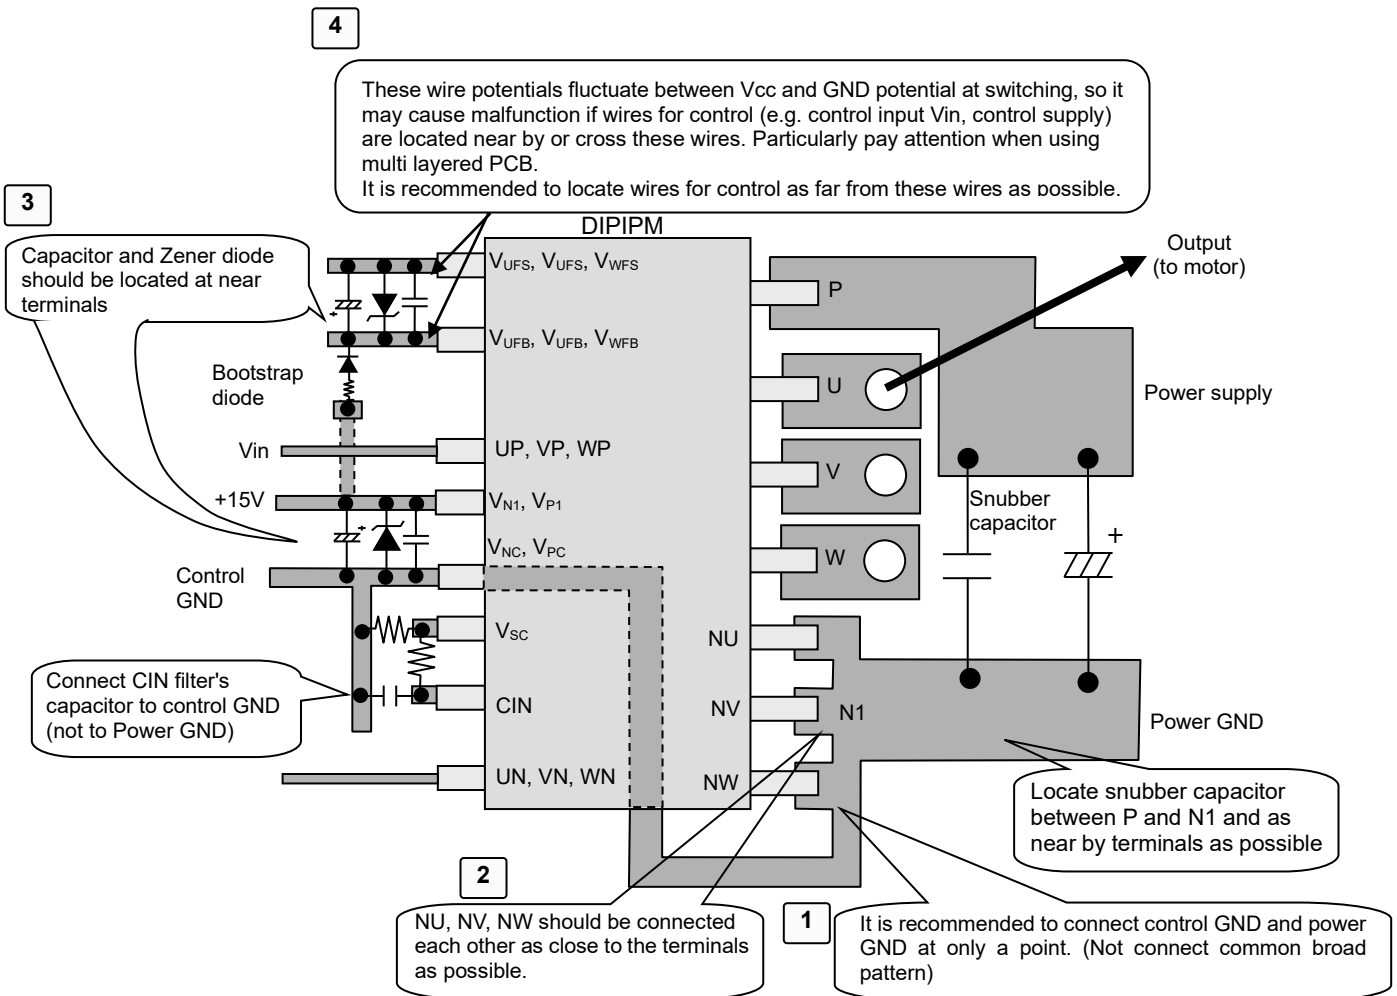 4
These wire potentials fluctuate between Vcc and GND potential at switching, so it
may cause malfunction if wires for control (e.g. control input Vin, control supply)
are located near by or cross these wires. Particularly pay attention when using
multi layered PCB.
It is recommended to locate wires for control as far from these wires as possible.
3
Capacitor and Zener diode
should be located at near
terminals
DIPIPM
Output
(to motor)
VUFS, VUFS, VWFS
P
VUFB, VUFB, VWFB
Bootstrap
diode
U
Power supply
Vin
UP, VP, WP
V
+15V
VN1, VP1
Snubber
capacitor
+
VNC, VPC
W
Control
GND
VSC
NU
Connect CIN filter's
capacitor to control GND
(not to Power GND)
CIN
NV
N1
Power GND
UN, VN, WN
NW
Locate snubber capacitor
between P and N1 and as
near by terminals as possible
2
NU, NV, NW should be connected
each other as close to the terminals
as possible.
1
It is recommended to connect control GND and power
GND at only a point. (Not connect common broad
pattern)